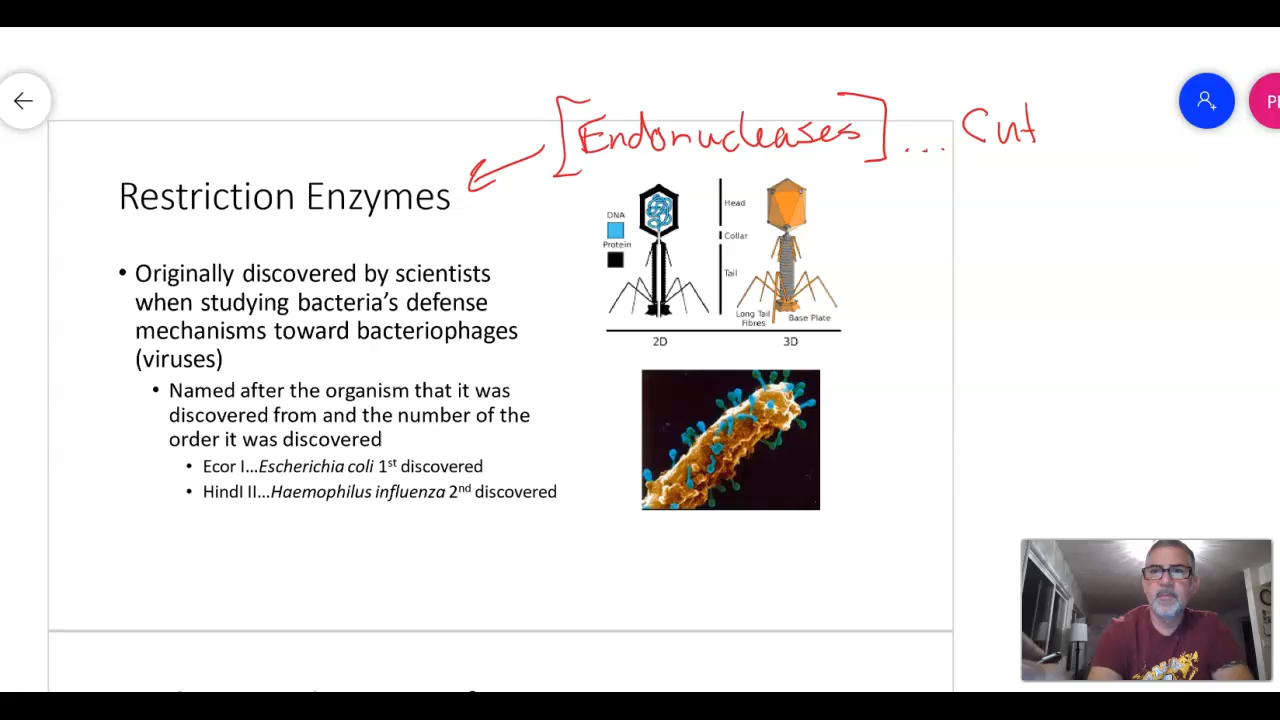 [Endonucleases] ... Cut
PI
Restriction Enzymes
• Originally discovered by scientists
when studying bacteria's defense
mechanisms toward bacteriophages
(viruses)
• Named after the organism that it was
discovered from and the number of the
order it was discovered
• Ecor I...Escherichia coli 1st discovered
• HindI II...Haemophilus influenza 2nd discovered
DNA
Protein
Head
Collar
Tail
Long Tail
Fibres
Base Plate
2D
3D